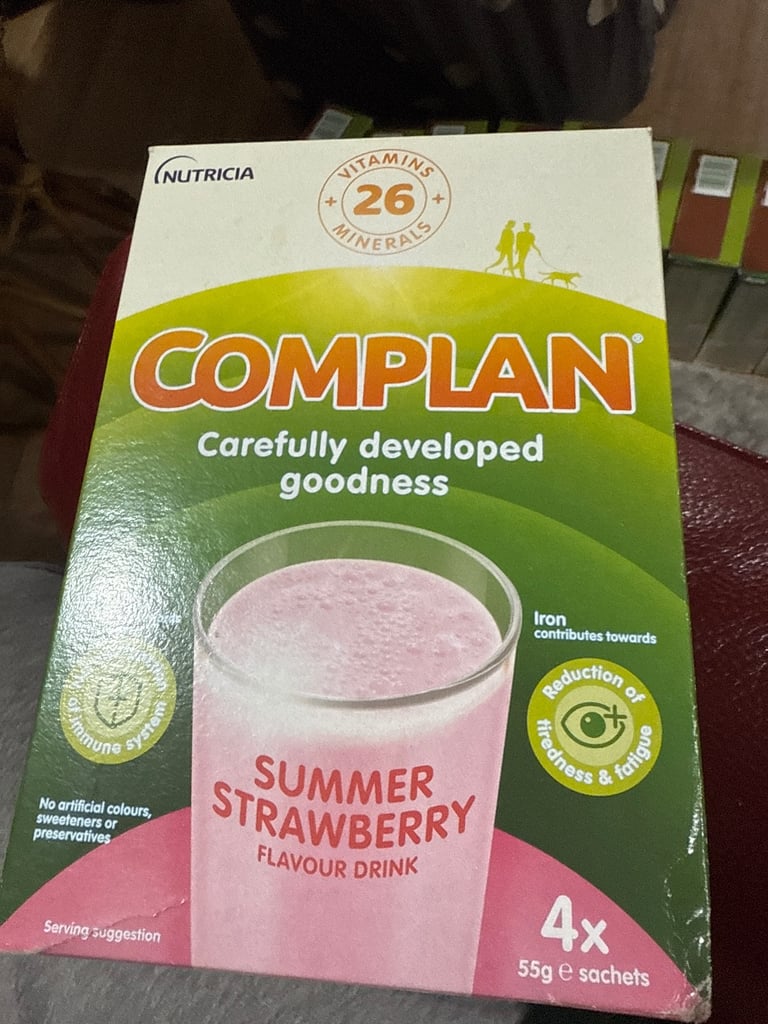 NUTRICIA
VITAMINS
+ 26 +
MINERALS
COMPLAN®
Carefully developed
goodness
Iron
contributes towards
Reduction of
tiredness & fatigue
of immune system
No artificial colours,
sweeteners or
preservatives
SUMMER
STRAWBERRY
FLAVOUR DRINK
Serving suggestion
4x
55g e sachets